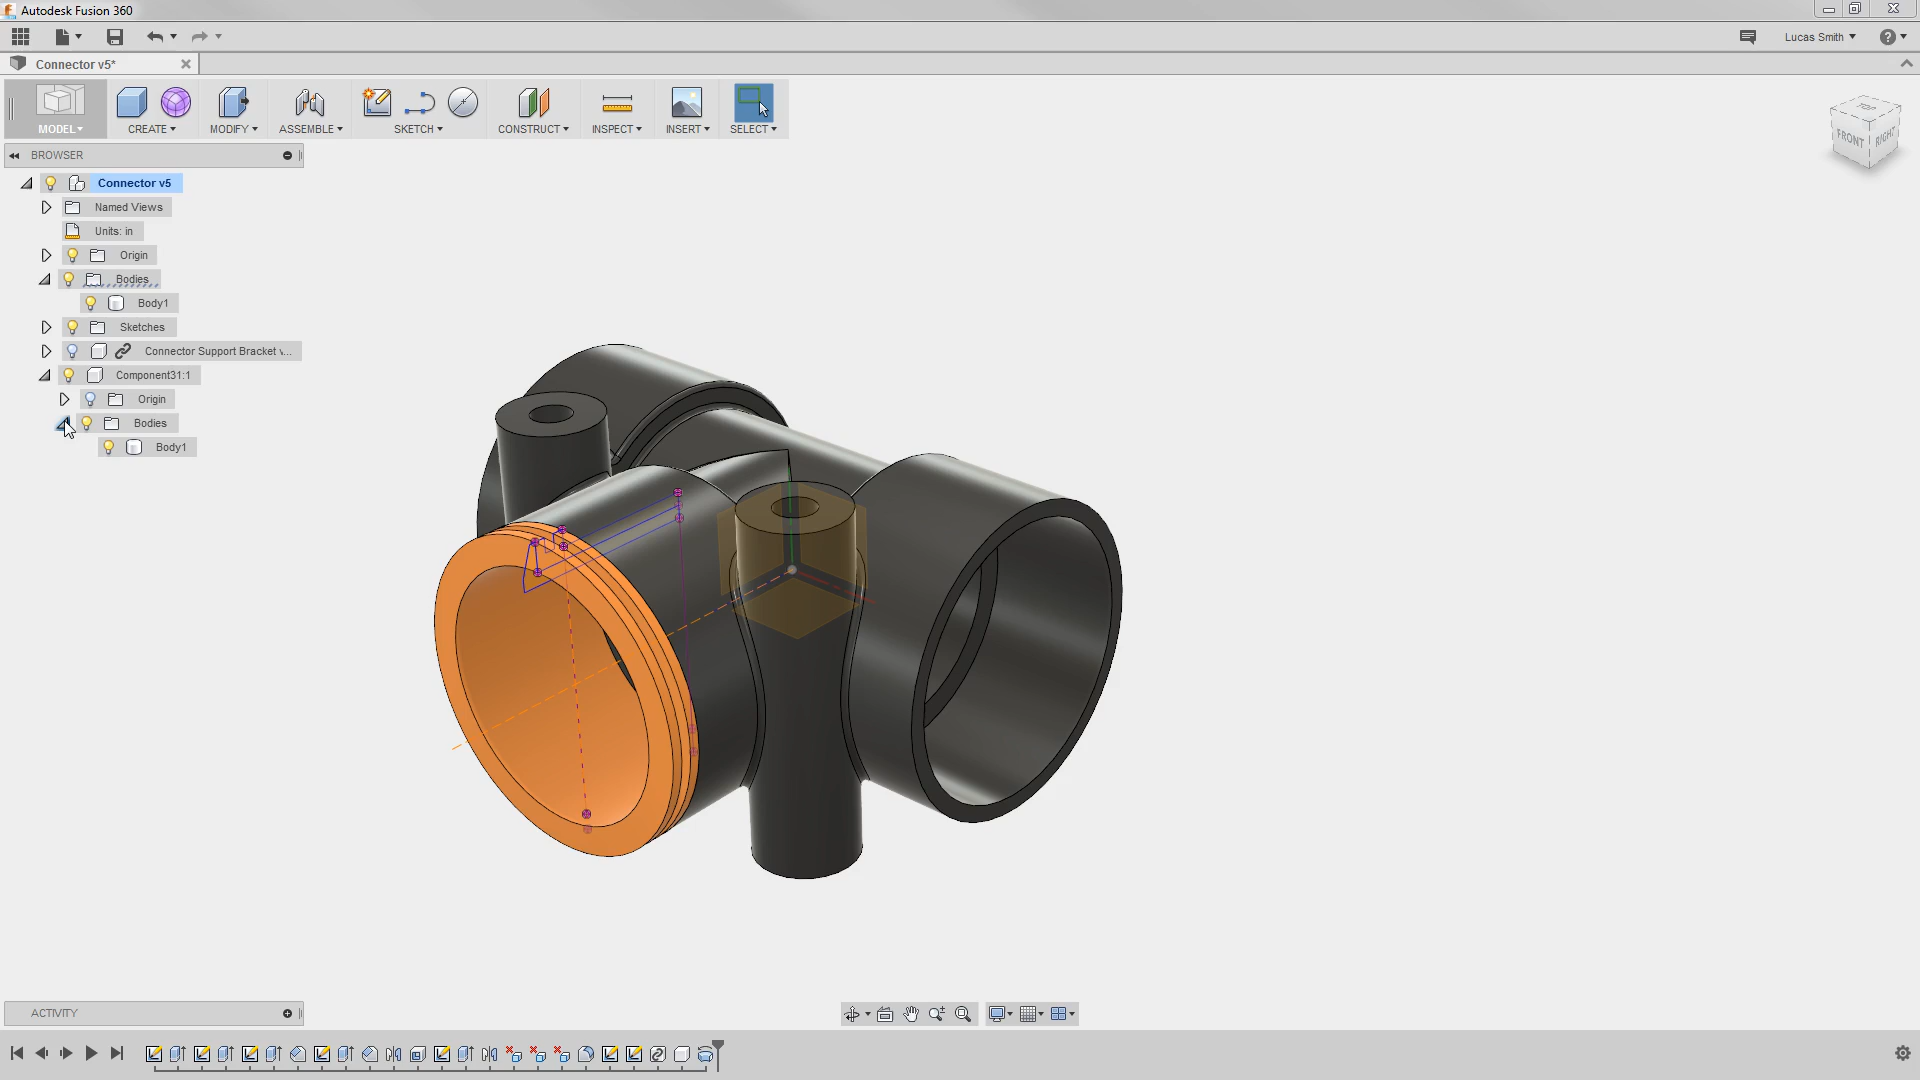 Autodesk Fusion 360
Lucas Smith
Connector v5*
MODEL
CREATE
MODIFY
ASSEMBLE
SKETCH
CONSTRUCT
INSPECT
INSERT
SELECT
BROWSER
Connector v5
Named Views
Units: in
Origin
Bodies
Body1
Sketches
Connector Support Bracket v...
Component31:1
Origin
Bodies
Body1
TOP
FRONT
RIGHT
ACTIVITY